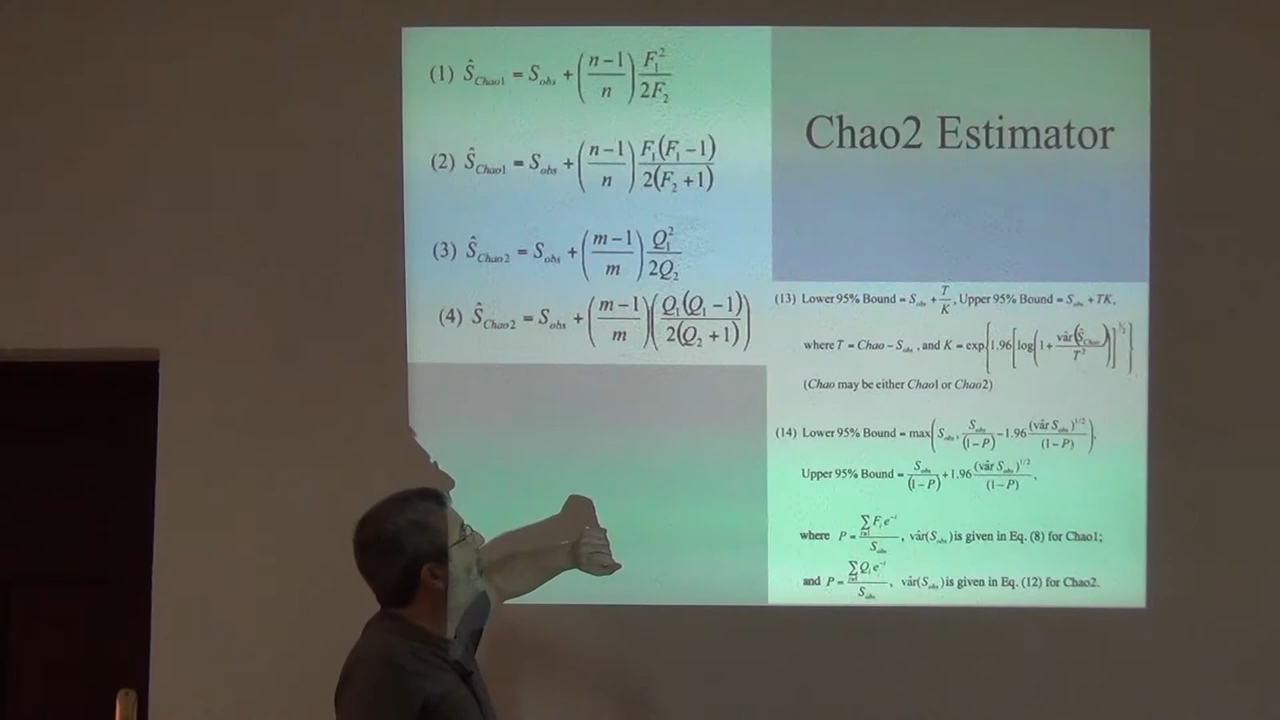 (1) Ŝ_Chao1 = S_obs + ((n−1)/n) F₁²/(2F₂)
(2) Ŝ_Chao1 = S_obs + ((n−1)/n) F₁(F₁−1)/(2(F₂+1))
(3) Ŝ_Chao2 = S_obs + ((m−1)/m) Q₁²/(2Q₂)
(4) Ŝ_Chao2 = S_obs + ((m−1)/m)(Q₁(Q₁−1)/(2(Q₂+1)))
Chao2 Estimator
(13) Lower 95% Bound = S_obs + T/K, Upper 95% Bound = S_obs + TK,
where T = Chao − S_obs, and K = exp{1.96[log(1 + vâr(Ŝ_Chao)/T²)]^{1/2}}
(Chao may be either Chao1 or Chao2)
(14) Lower 95% Bound = max(S_obs, S_obs/(1−P) − 1.96 (vâr S_obs)^{1/2}/(1−P)),
Upper 95% Bound = S_obs/(1−P) + 1.96 (vâr S_obs)^{1/2}/(1−P),
where P = ∑_{i=1} F_i e^{−i}/S_obs, vâr(S_obs) is given in Eq. (8) for Chao1;
and P = ∑_{i=1} Q_i e^{−i}/S_obs, vâr(S_obs) is given in Eq. (12) for Chao2.